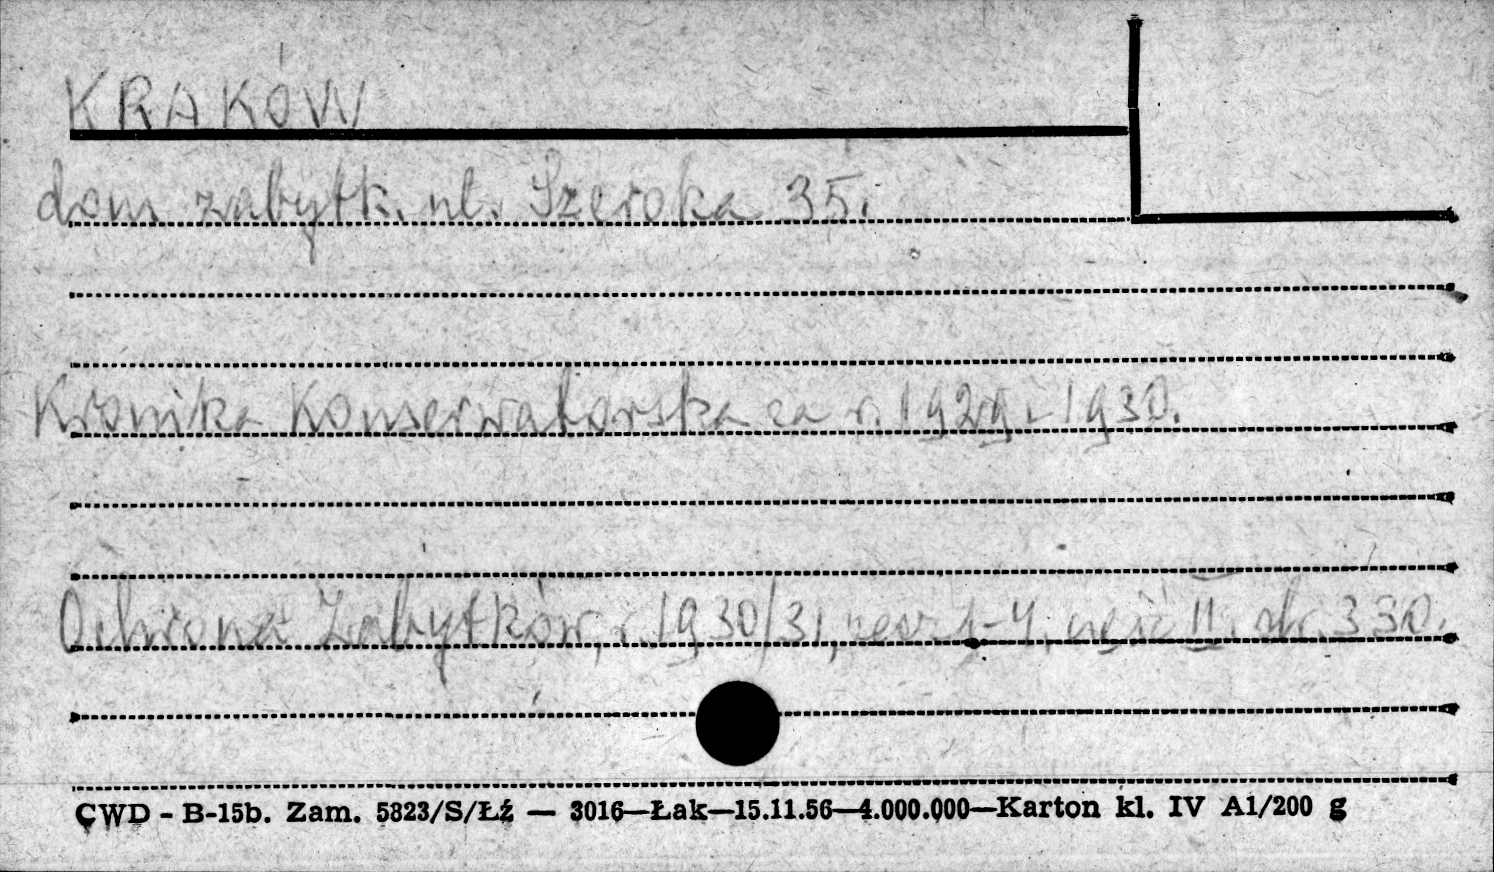 KRAKÓW
dom zabytk. ul. Szeroka 35.
Kronika Konserwatorska za r. 1929 i 1930.
Ochrona Zabytków, r. 1930/31, zesz. 1-4, część II, str. 330.
CWD - B-15b. Zam. 5823/S/Łź — 3016—Łak—15.11.56—4.000.000—Karton kl. IV A1/200 g